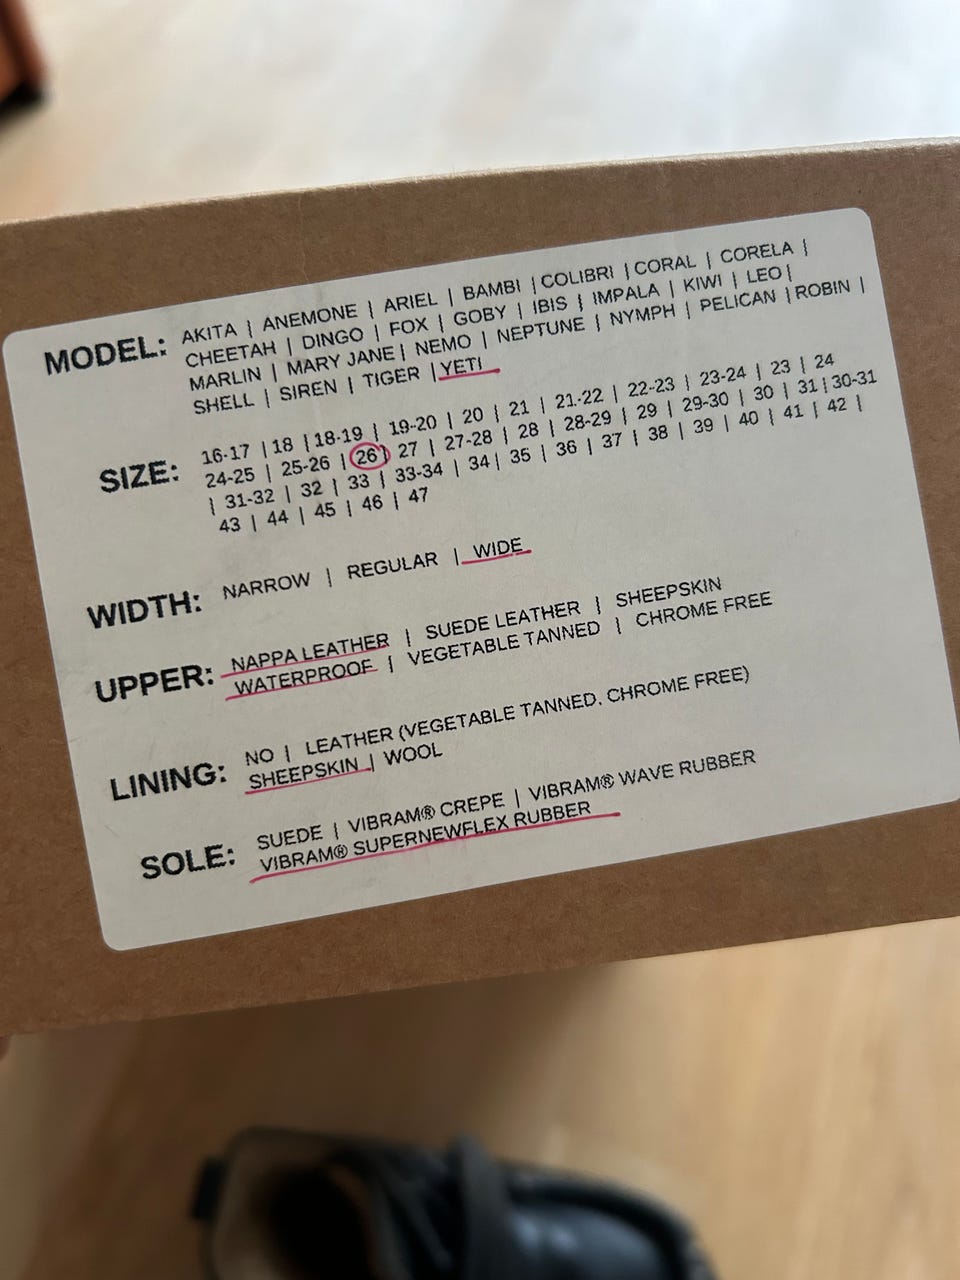 MODEL: AKITA | ANEMONE | ARIEL | BAMBI | COLIBRI | CORAL | CORELA |
CHEETAH | DINGO | FOX | GOBY | IBIS | IMPALA | KIWI | LEO |
MARLIN | MARY JANE | NEMO | NEPTUNE | NYMPH | PELICAN | ROBIN |
SHELL | SIREN | TIGER | YETI
SIZE: 16-17 | 18 | 18-19 | 19-20 | 20 | 21 | 21-22 | 22-23 | 23-24 | 23 | 24
24-25 | 25-26 | 26 | 27 | 27-28 | 28 | 28-29 | 29 | 29-30 | 30 | 31 | 30-31
| 31-32 | 32 | 33 | 33-34 | 34 | 35 | 36 | 37 | 38 | 39 | 40 | 41 | 42 |
43 | 44 | 45 | 46 | 47
WIDTH: NARROW | REGULAR | WIDE
UPPER: NAPPA LEATHER | SUEDE LEATHER | SHEEPSKIN
WATERPROOF | VEGETABLE TANNED | CHROME FREE
LINING: NO | LEATHER (VEGETABLE TANNED. CHROME FREE)
SHEEPSKIN | WOOL
SOLE: SUEDE | VIBRAM® CREPE | VIBRAM® WAVE RUBBER
VIBRAM® SUPERNEWFLEX RUBBER